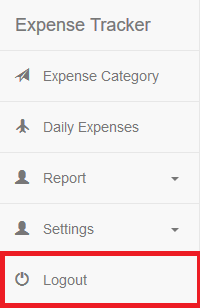 Expense Tracker
Expense Category
Daily Expenses
Report
Settings
Logout